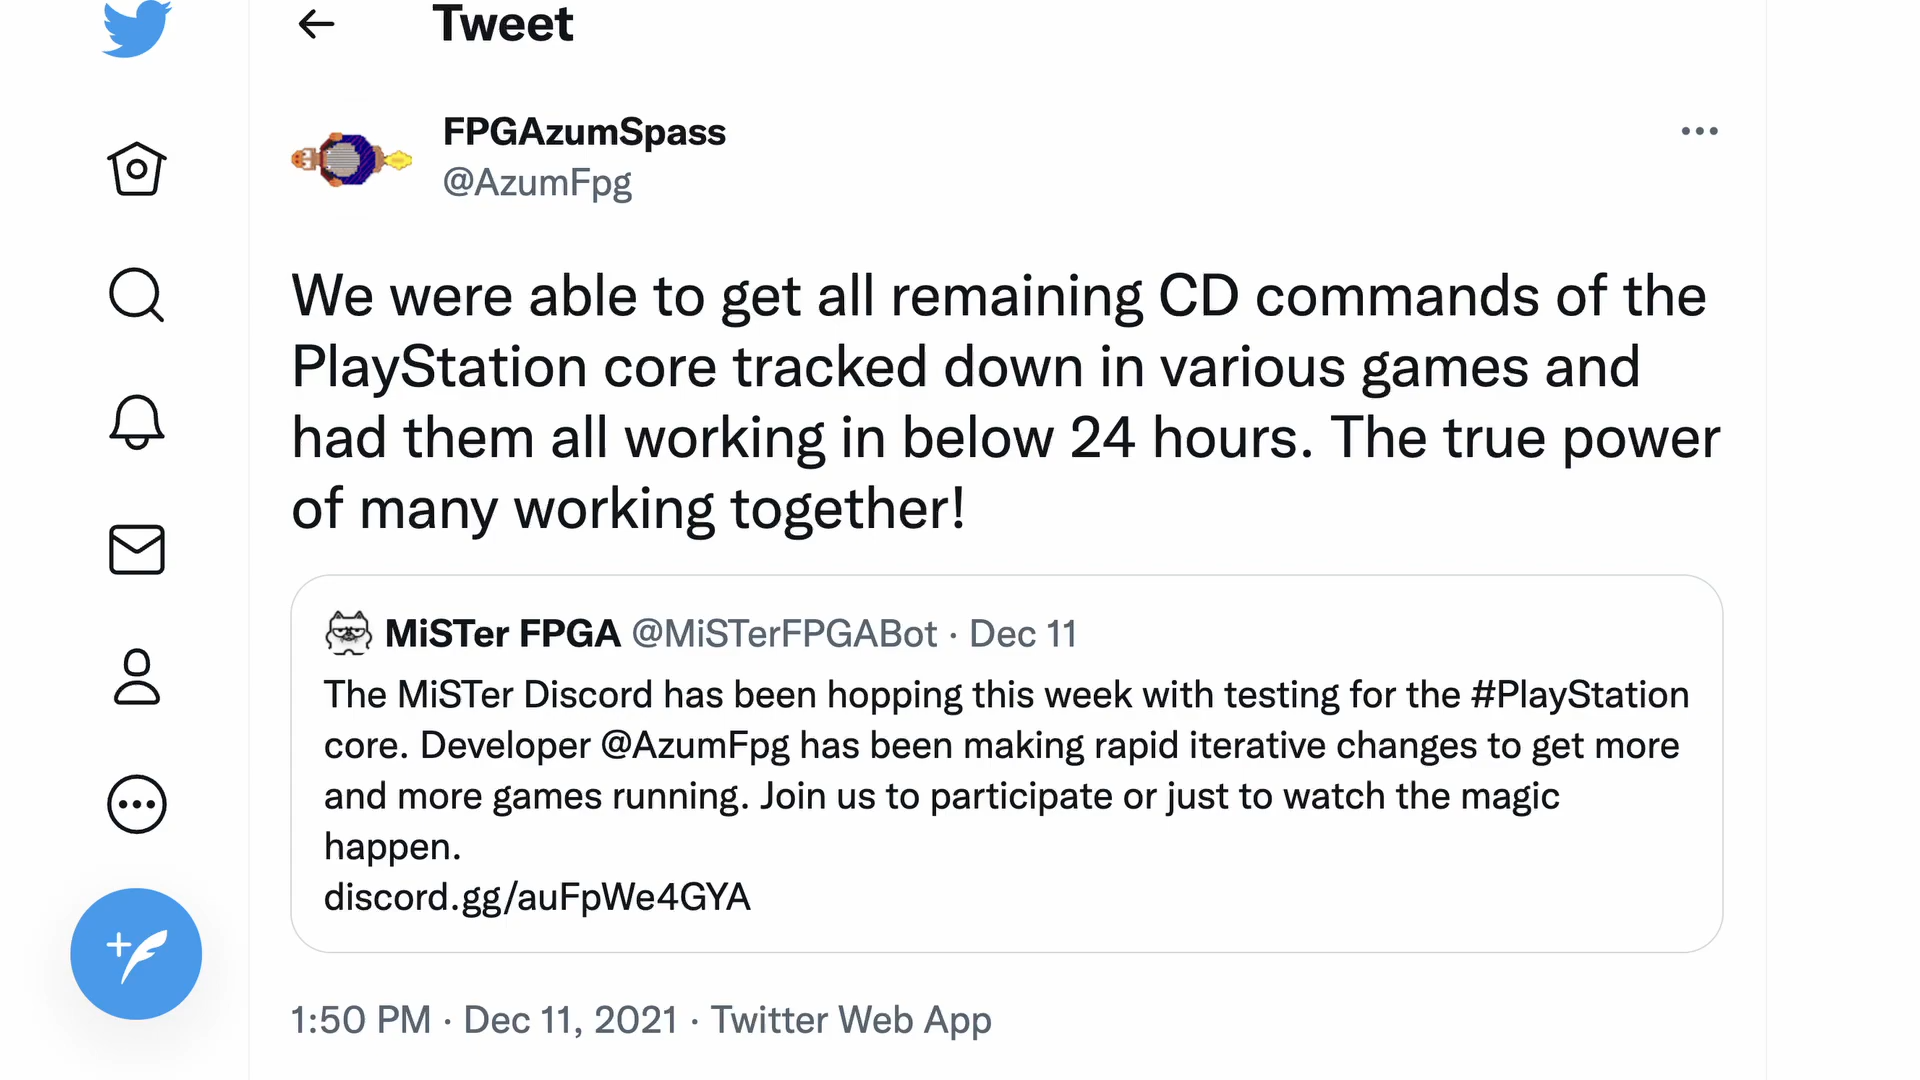 Tweet
FPGAzumSpass
@AzumFpg
We were able to get all remaining CD commands of the
PlayStation core tracked down in various games and
had them all working in below 24 hours. The true power
of many working together!
MiSTer FPGA @MiSTerFPGABot · Dec 11
The MiSTer Discord has been hopping this week with testing for the #PlayStation
core. Developer @AzumFpg has been making rapid iterative changes to get more
and more games running. Join us to participate or just to watch the magic
happen.
discord.gg/auFpWe4GYA
1:50 PM · Dec 11, 2021 · Twitter Web App